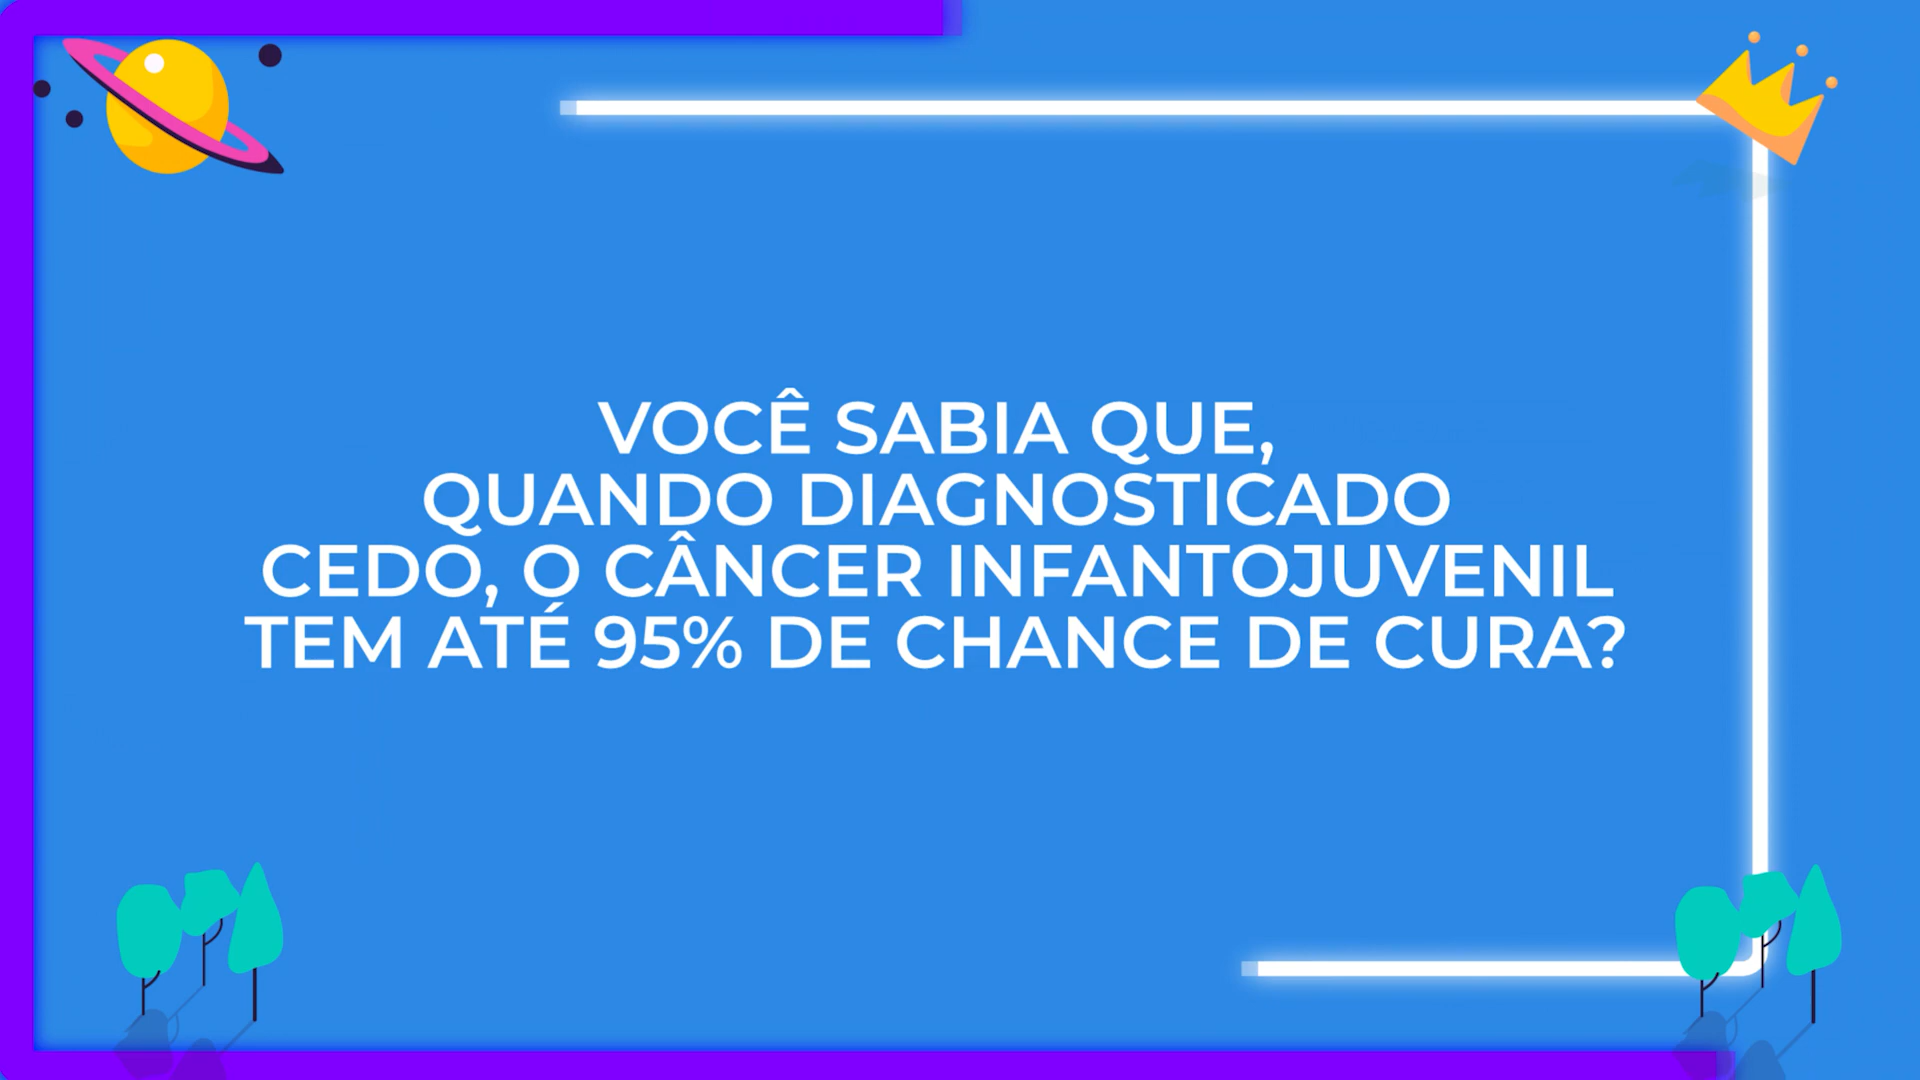 VOCÊ SABIA QUE,
QUANDO DIAGNOSTICADO
CEDO, O CÂNCER INFANTOJUVENIL
TEM ATÉ 95% DE CHANCE DE CURA?